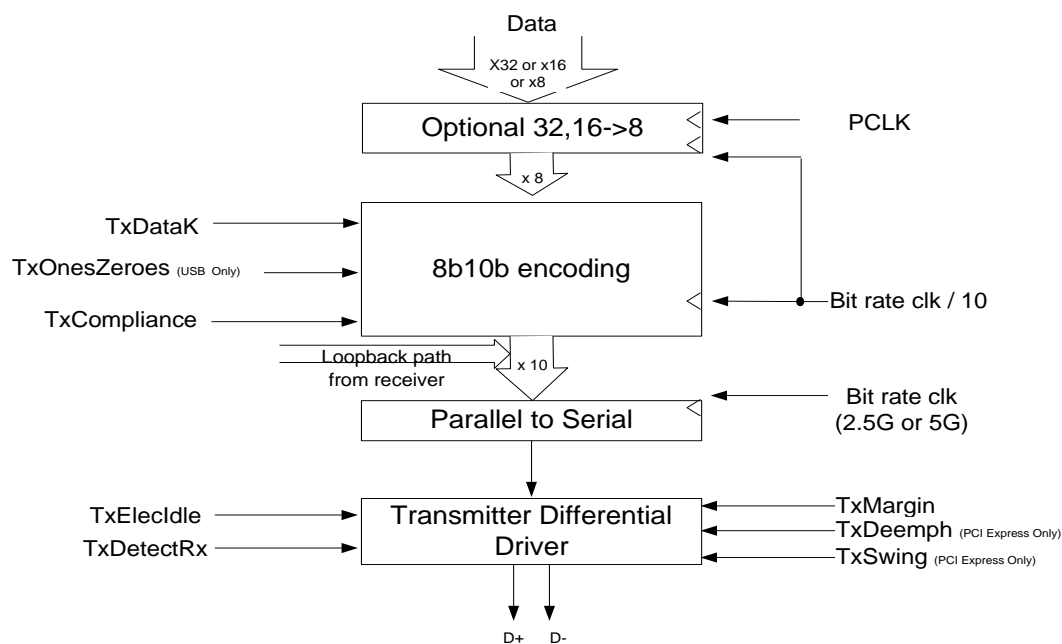 Data
X32 or x16
or x8
Optional 32,16->8
PCLK
x 8
TxDataK
TxOnesZeroes (USB Only)
8b10b encoding
TxCompliance
Bit rate clk / 10
Loopback path
from receiver
x 10
Parallel to Serial
Bit rate clk
(2.5G or 5G)
TxElecIdle
TxDetectRx
Transmitter Differential
Driver
TxMargin
TxDeemph (PCI Express Only)
TxSwing (PCI Express Only)
D+ D-